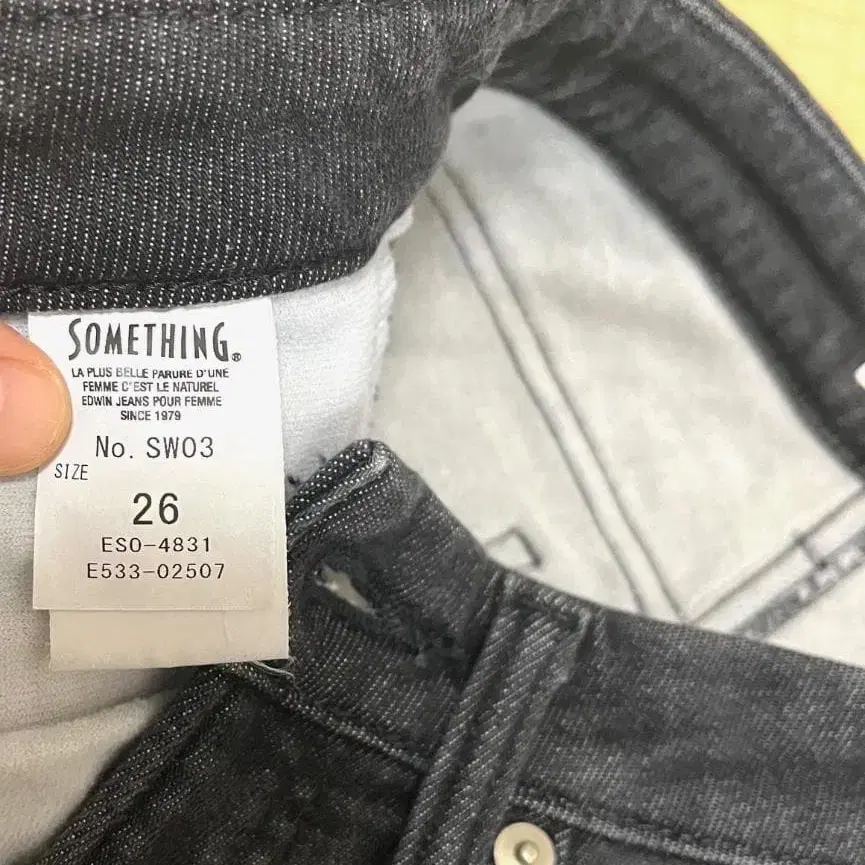 SOMETHING®
LA PLUS BELLE PARURE D'UNE
FEMME C'EST LE NATUREL
EDWIN JEANS POUR FEMME
SINCE 1979
No. SW03
SIZE
26
ESO-4831
E533-02507